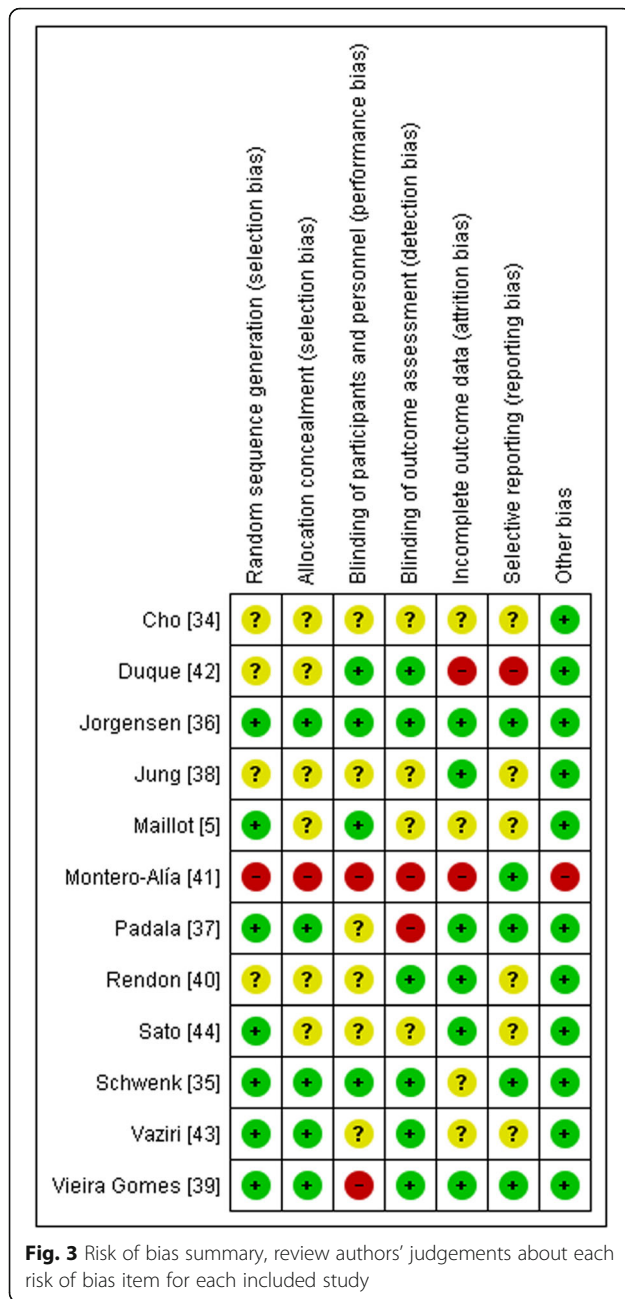 Random sequence generation (selection bias)
Allocation concealment (selection bias)
Blinding of participants and personnel (performance bias)
Blinding of outcome assessment (detection bias)
Incomplete outcome data (attrition bias)
Selective reporting (reporting bias)
Other bias
Cho [34] ? ? ? ? ? ? +
Duque [42] ? ? + + - - +
Jorgensen [36] + + + + + + +
Jung [38] ? ? ? ? + ? +
Maillot [5] + ? + ? ? ? +
Montero-Alía [41] - - - - - + -
Padala [37] + + ? - + + +
Rendon [40] ? ? ? + + ? +
Sato [44] + ? ? ? + ? +
Schwenk [35] + + + + ? + +
Vaziri [43] + + ? + ? ? +
Vieira Gomes [39] + + - + + + +
Fig. 3 Risk of bias summary, review authors' judgements about each
risk of bias item for each included study